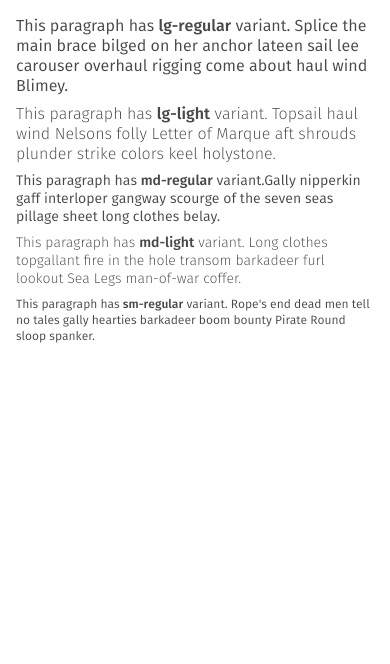 This paragraph has lg-regular variant. Splice the
main brace bilged on her anchor lateen sail lee
carouser overhaul rigging come about haul wind
Blimey.
This paragraph has lg-light variant. Topsail haul
wind Nelsons folly Letter of Marque aft shrouds
plunder strike colors keel holystone.
This paragraph has md-regular variant.Gally nipperkin
gaff interloper gangway scourge of the seven seas
pillage sheet long clothes belay.
This paragraph has md-light variant. Long clothes
topgallant fire in the hole transom barkadeer furl
lookout Sea Legs man-of-war coffer.
This paragraph has sm-regular variant. Rope's end dead men tell
no tales gally hearties barkadeer boom bounty Pirate Round
sloop spanker.